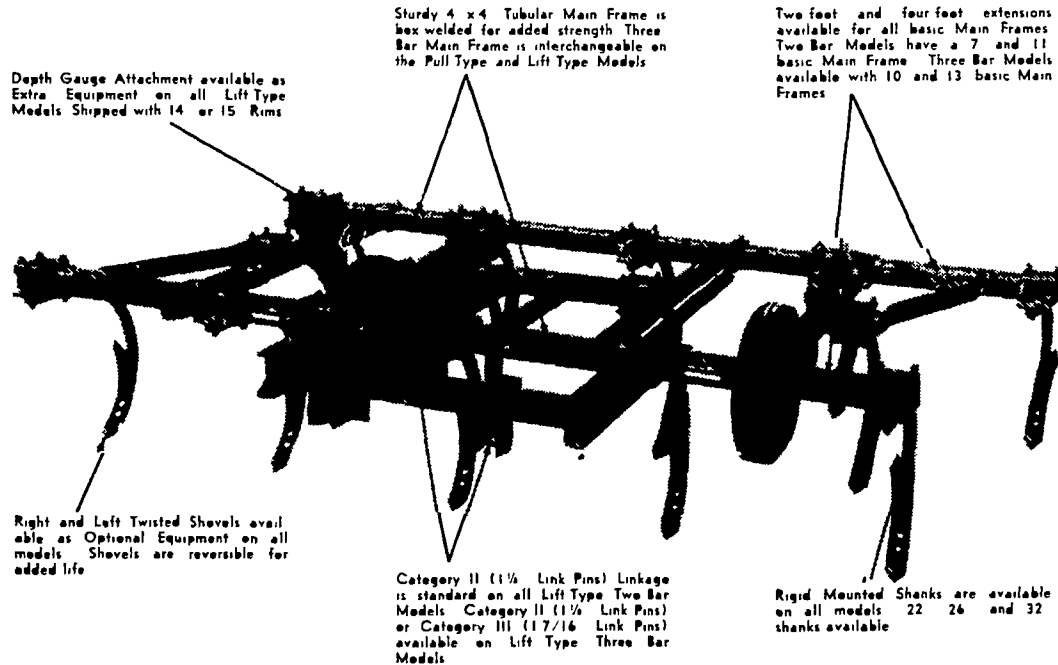 Sturdy 4 x 4 Tubular Main Frame is
box welded for added strength Three
Bar Main Frame is interchangeable on
the Pull Type and Lift Type Models
Two foot and four foot extensions
available for all basic Main Frames
Two Bar Models have a 7 and 11
basic Main Frame Three Bar Models
available with 10 and 13 basic Main
Frames
Depth Gauge Attachment available as
Extra Equipment on all Lift Type
Models Shipped with 14 or 15 Rims
Right and Left Twisted Shovels avail
able as Optional Equipment on all
models Shovels are reversible for
added life
Category II (1⅛ Link Pins) Linkage
is standard on all Lift Type Two Bar
Models Category II (1⅛ Link Pins)
or Category III (1 7/16 Link Pins)
available on Lift Type Three Bar
Models
Rigid Mounted Shanks are available
on all models 22 26 and 32
shanks available